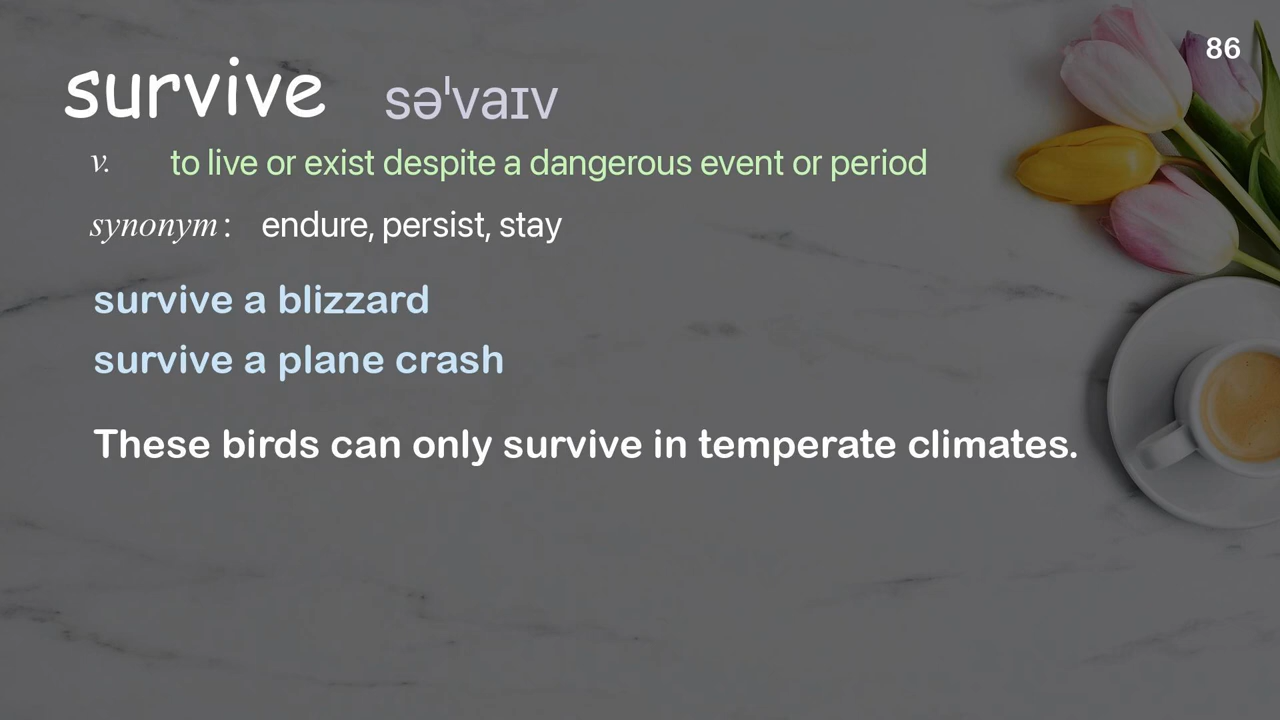 86
survive səˈvaɪv
v. to live or exist despite a dangerous event or period
synonym : endure, persist, stay
survive a blizzard
survive a plane crash
These birds can only survive in temperate climates.